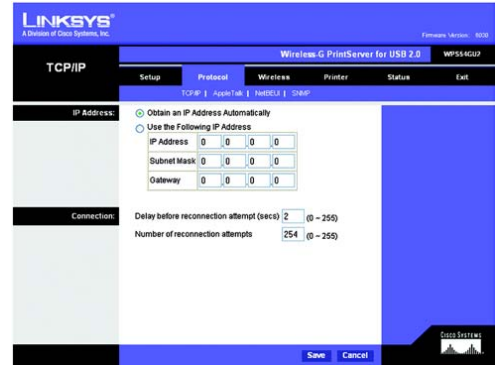 LINKSYS®
A Division of Cisco Systems, Inc.
Firmware Version: 6030
Wireless-G PrintServer for USB 2.0 WPS54GU2
TCP/IP
Setup Protocol Wireless Printer Status Exit
TCP/IP | AppleTalk | NetBEUI | SNMP
IP Address:
Obtain an IP Address Automatically
Use the Following IP Address
IP Address 0 . 0 . 0 . 0
Subnet Mask 0 . 0 . 0 . 0
Gateway 0 . 0 . 0 . 0
Connection:
Delay before reconnection attempt (secs) 2 (0 ~ 255)
Number of reconnection attempts 254 (0 ~ 255)
CISCO SYSTEMS
Save Cancel